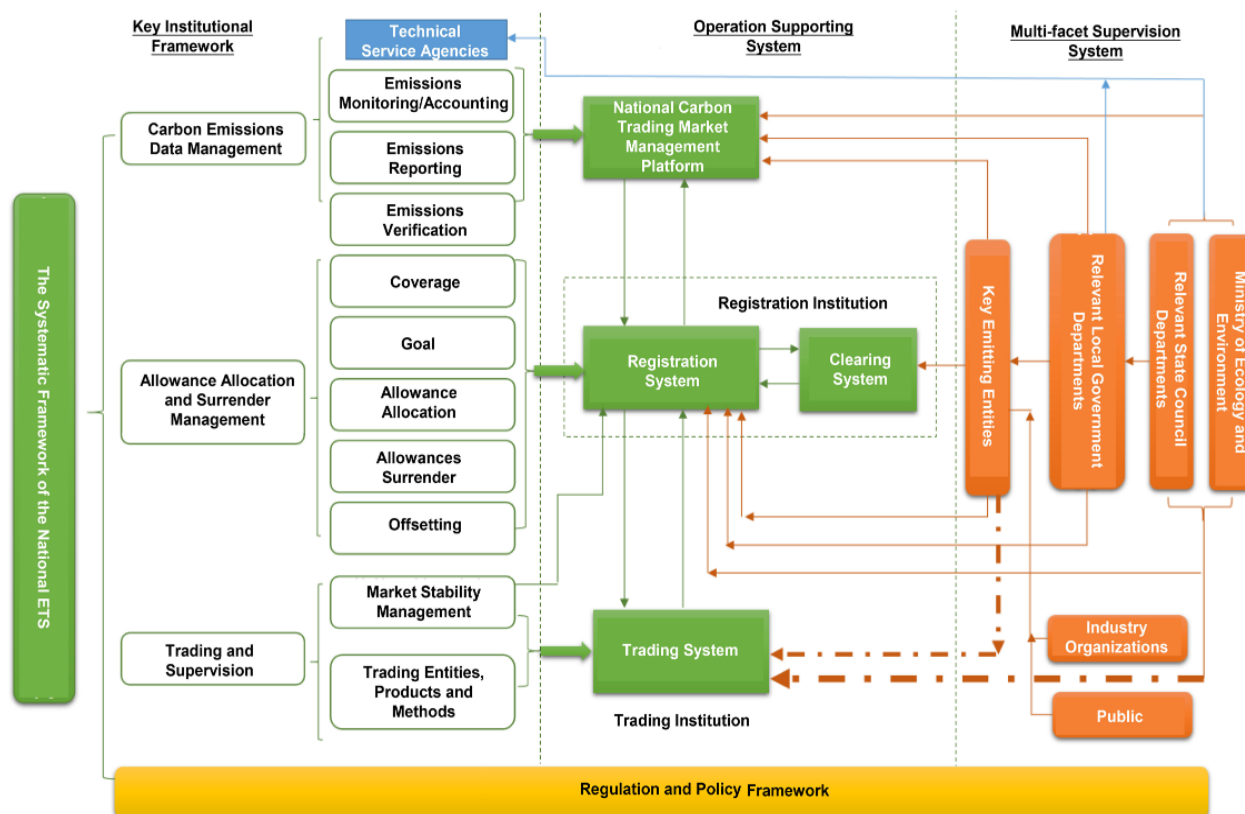 Key Institutional
Framework
Operation Supporting
System
Multi-facet Supervision
System
The Systematic Framework of the National ETS
Carbon Emissions
Data Management
Technical
Service Agencies
Emissions
Monitoring/Accounting
Emissions
Reporting
Emissions
Verification
Allowance Allocation
and Surrender
Management
Coverage
Goal
Allowance
Allocation
Allowances
Surrender
Offsetting
Trading and
Supervision
Market Stability
Management
Trading Entities,
Products and
Methods
National Carbon
Trading Market
Management
Platform
Registration Institution
Registration
System
Clearing
System
Trading System
Trading Institution
Key Emitting Entities
Relevant Local Government
Departments
Relevant State Council
Departments
Ministry of Ecology and
Environment
Industry
Organizations
Public
Regulation and Policy Framework